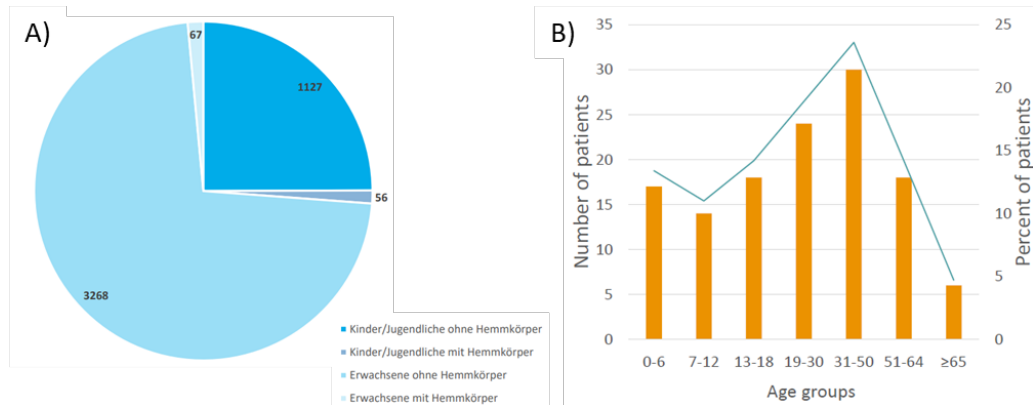 A)
67
1127
56
3268
Kinder/Jugendliche ohne Hemmkörper
Kinder/Jugendliche mit Hemmkörper
Erwachsene ohne Hemmkörper
Erwachsene mit Hemmkörper
B)
Number of patients
35
30
25
20
15
10
5
0
25
20
15
10
5
0
Percent of patients
0-6 7-12 13-18 19-30 31-50 51-64 ≥65
Age groups